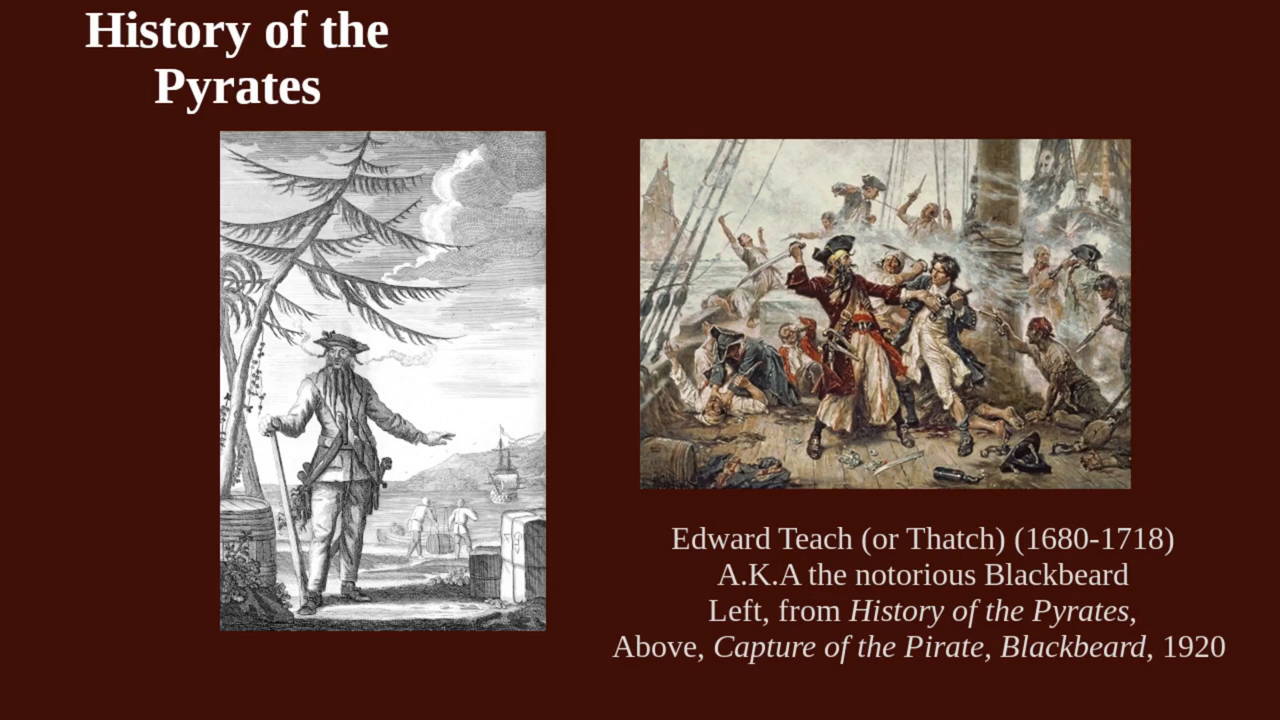 History of the
Pyrates
Edward Teach (or Thatch) (1680-1718)
A.K.A the notorious Blackbeard
Left, from History of the Pyrates,
Above, Capture of the Pirate, Blackbeard, 1920